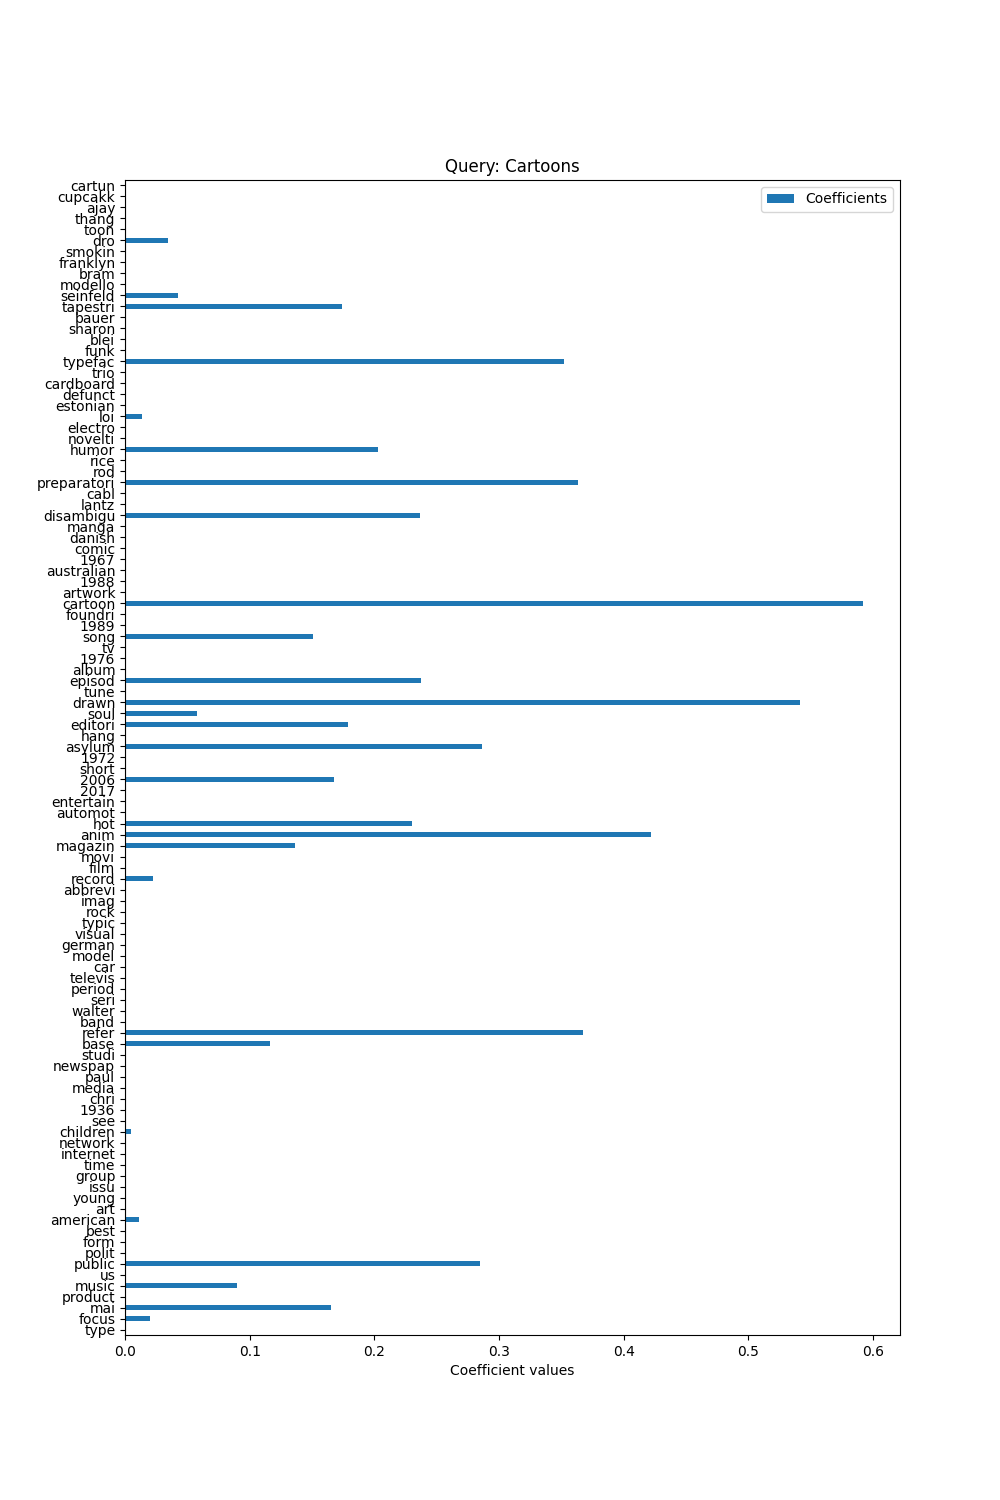 Query: Cartoons
Coefficients
cartun
cupcakk
ajay
thang
toon
dro
smokin
franklyn
bram
modello
seinfeld
tapestri
bauer
sharon
blei
funk
typefac
trio
cardboard
defunct
estonian
loi
electro
novelti
humor
rice
rod
preparatori
cabl
lantz
disambigu
manga
danish
comic
1967
australian
1988
artwork
cartoon
foundri
1989
song
tv
1976
album
episod
tune
drawn
soul
editori
hang
asylum
1972
short
2006
2017
entertain
automot
hot
anim
magazin
movi
film
record
abbrevi
imag
rock
typic
visual
german
model
car
televis
period
seri
walter
band
refer
base
studi
newspap
paul
media
chri
1936
see
children
network
internet
time
group
issu
young
art
american
best
form
polit
public
us
music
product
mai
focus
type
0.0 0.1 0.2 0.3 0.4 0.5 0.6
Coefficient values